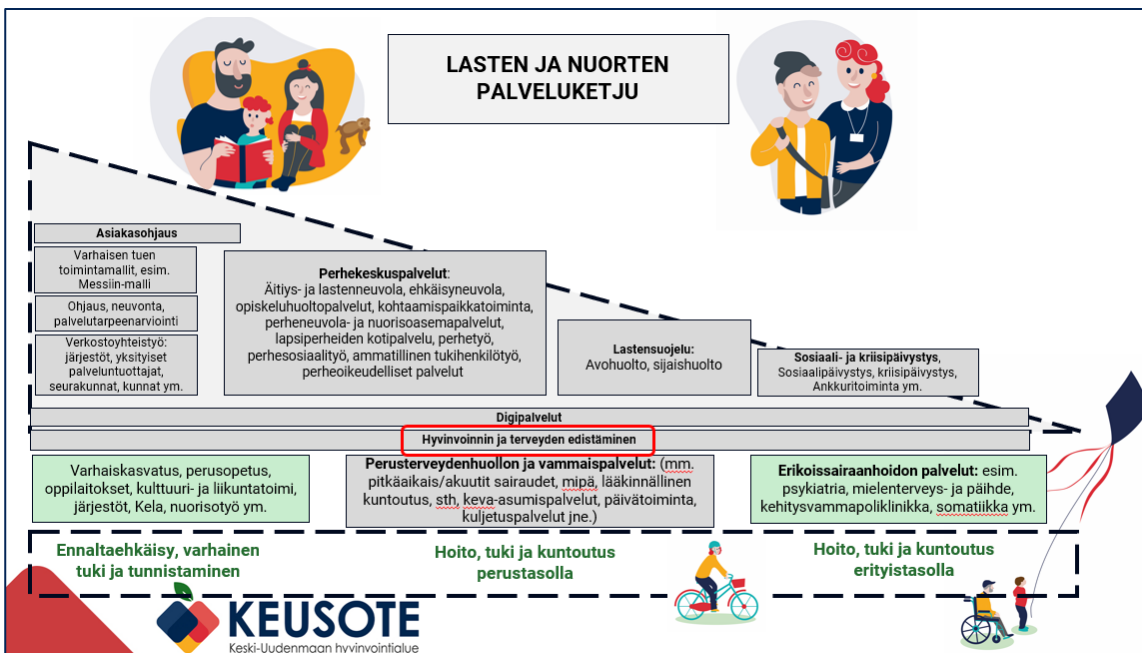 LASTEN JA NUORTEN
PALVELUKETJU
Asiakasohjaus
Varhaisen tuen
toimintamallit, esim.
Messiin-malli
Ohjaus, neuvonta,
palvelutarpeenarviointi
Verkostoyhteistyö:
järjestöt, yksityiset
palveluntuottajat,
seurakunnat, kunnat ym.
Perhekeskuspalvelut:
Äitiys- ja lastenneuvola, ehkäisyneuvola,
opiskeluhuoltopalvelut, kohtaamispaikkatoiminta,
perheneuvola- ja nuorisoasemapalvelut,
lapsiperheiden kotipalvelu, perhetyö,
perhesosiaalityö, ammatillinen tukihenkilötyö,
perheoikeudelliset palvelut
Lastensuojelu:
Avohuolto, sijaishuolto
Sosiaali- ja kriisipäivystys,
Sosiaalipäivystys, kriisipäivystys,
Ankkuritoiminta ym.
Digipalvelut
Hyvinvoinnin ja terveyden edistäminen
Varhaiskasvatus, perusopetus,
oppilaitokset, kulttuuri- ja liikuntatoimi,
järjestöt, Kela, nuorisotyö ym.
Perusterveydenhuollon ja vammaispalvelut: (mm.
pitkäaikais/akuutit sairaudet, mipä, lääkinnällinen
kuntoutus, sth, keva-asumispalvelut, päivätoiminta,
kuljetuspalvelut jne.)
Erikoissairaanhoidon palvelut: esim.
psykiatria, mielenterveys- ja päihde,
kehitysvammapoliklinikka, somatiikka ym.
Ennaltaehkäisy, varhainen
tuki ja tunnistaminen
Hoito, tuki ja kuntoutus
perustasolla
Hoito, tuki ja kuntoutus
erityistasolla
KEUSOTE
Keski-Uudenmaan hyvinvointialue